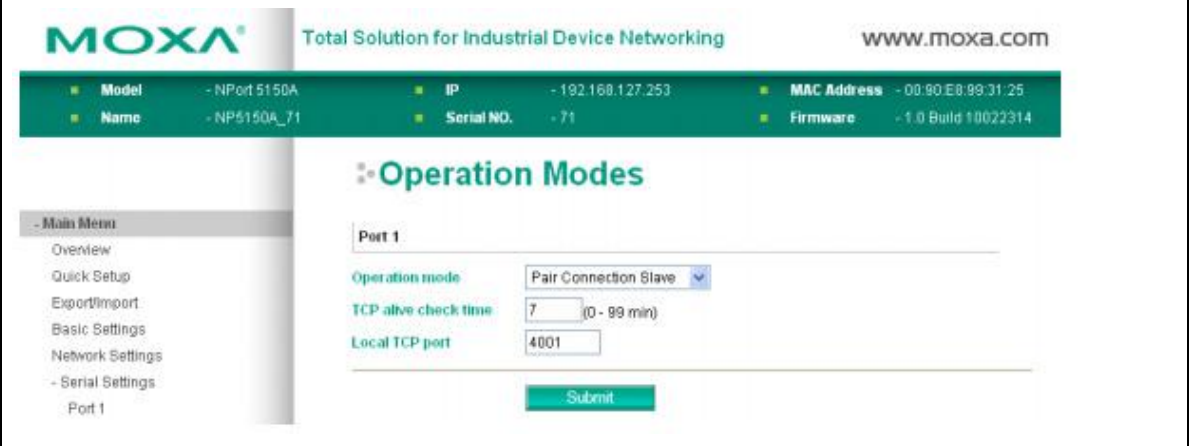 MOXA® Total Solution for Industrial Device Networking www.moxa.com
Model - NPort 5150A IP - 192.168.127.253 MAC Address - 00:90:E8:99:31:25
Name - NP5150A_71 Serial NO. - 71 Firmware - 1.0 Build 10022314
Operation Modes
- Main Menu
Overview
Quick Setup
Export/Import
Basic Settings
Network Settings
- Serial Settings
Port 1
Port 1
Operation mode Pair Connection Slave
TCP alive check time 7 (0 - 99 min)
Local TCP port 4001
Submit